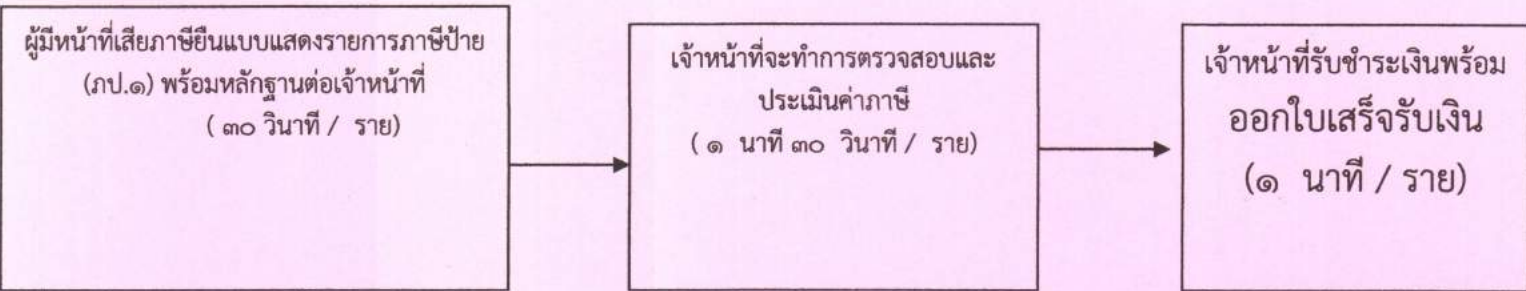 ผู้มีหน้าที่เสียภาษียืนแบบแสดงรายการภาษีป้าย
(ภป.๑) พร้อมหลักฐานต่อเจ้าหน้าที่
( ๓๐ วินาที / ราย)
เจ้าหน้าที่จะทำการตรวจสอบและ
ประเมินค่าภาษี
( ๑ นาที ๓๐ วินาที / ราย)
เจ้าหน้าที่รับชำระเงินพร้อม
ออกใบเสร็จรับเงิน
(๑ นาที / ราย)